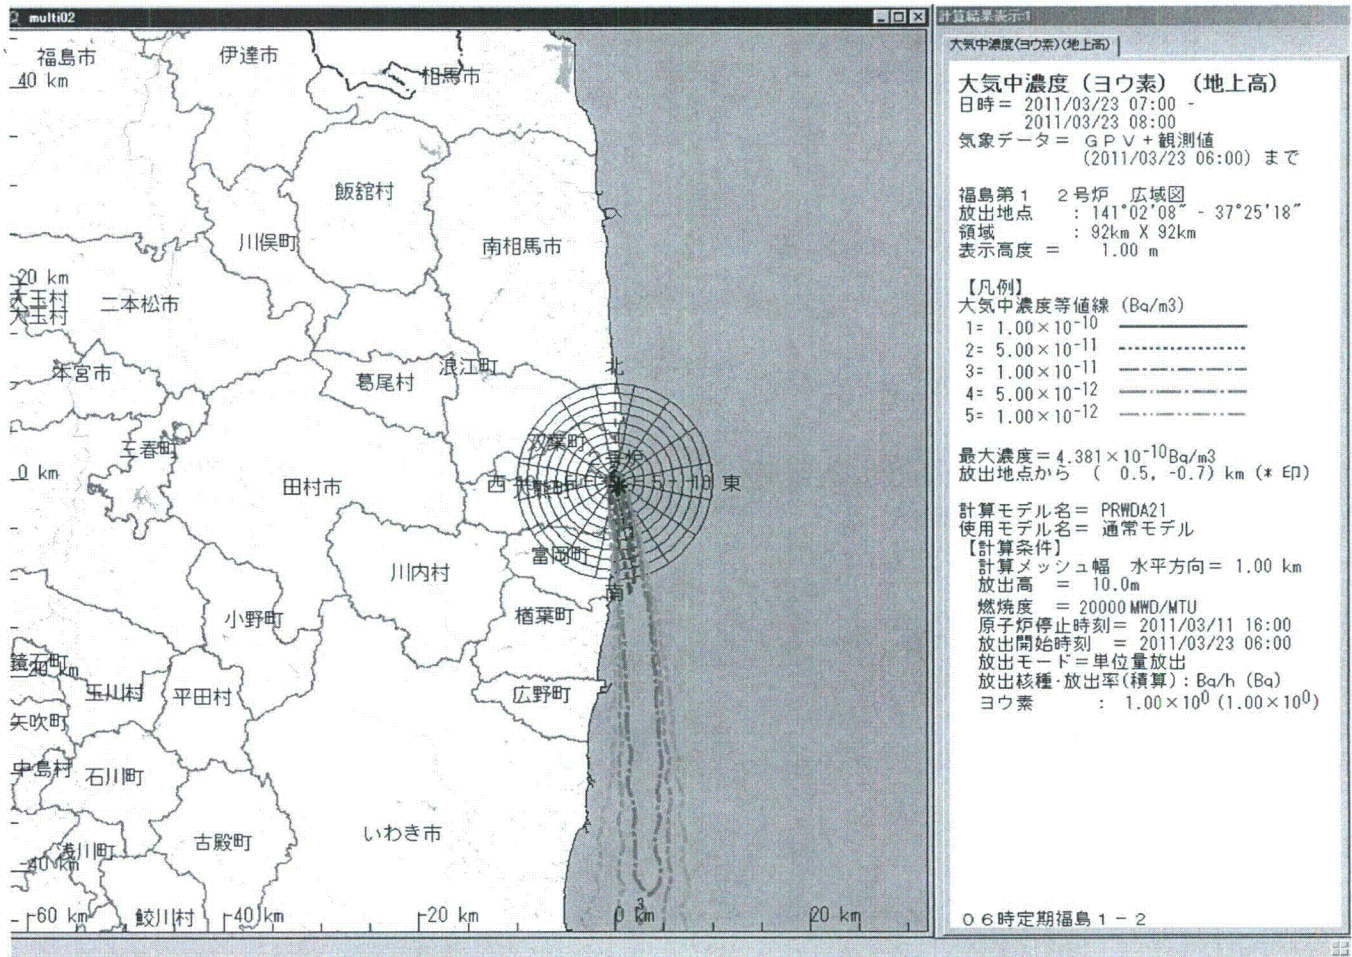 multi02
福島市
伊達市
相馬市
40 km
飯舘村
川俣町
南相馬市
20 km
大玉村
大玉村
二本松市
本宮市
葛尾村
浪江町
北
三春町
双葉町
2号炉
0 km
田村市
西
大熊町
東
富岡町
川内村
南
小野町
楢葉町
鏡石町
-20 km
玉川村
平田村
広野町
矢吹町
中島村
石川町
浅川町
古殿町
いわき市
-40 km
鮫川村
3
-60 km
-40 km
-20 km
0 km
20 km
計算結果表示:1
大気中濃度(ヨウ素)(地上高)
大気中濃度(ヨウ素) (地上高)
日時= 2011/03/23 07:00 -
2011/03/23 08:00
気象データ= GPV+観測値
(2011/03/23 06:00) まで
福島第1 2号炉 広域図
放出地点 : 141°02'08" - 37°25'18"
領域 : 92km X 92km
表示高度 = 1.00 m
【凡例】
大気中濃度等値線 (Bq/m3)
1= 1.00×10⁻¹⁰
2= 5.00×10⁻¹¹
3= 1.00×10⁻¹¹
4= 5.00×10⁻¹²
5= 1.00×10⁻¹²
最大濃度=4.381×10⁻¹⁰Bq/m3
放出地点から ( 0.5, -0.7) km (* 印)
計算モデル名= PRWDA21
使用モデル名= 通常モデル
【計算条件】
計算メッシュ幅 水平方向= 1.00 km
放出高 = 10.0m
燃焼度 = 20000MWD/MTU
原子炉停止時刻= 2011/03/11 16:00
放出開始時刻 = 2011/03/23 06:00
放出モード=単位量放出
放出核種・放出率(積算):Bq/h (Bq)
ヨウ素 : 1.00×10⁰ (1.00×10⁰)
06時定期福島1-2